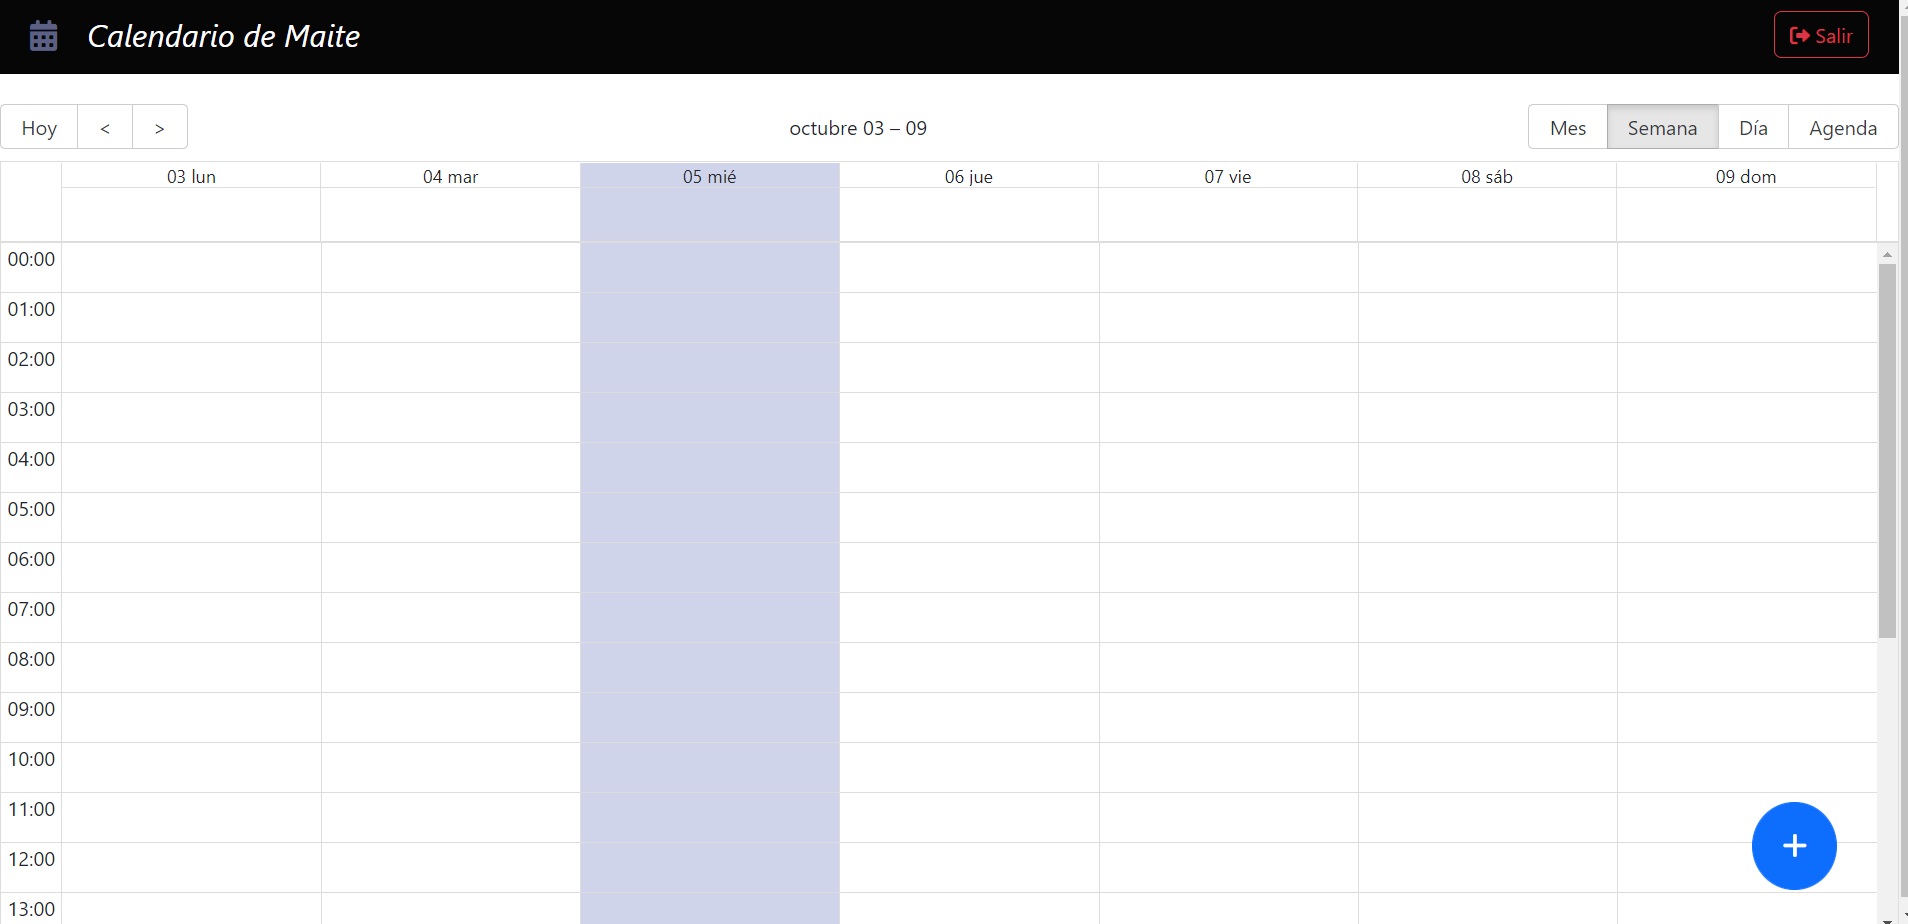 Calendario de Maite
Salir
Hoy < >
octubre 03 – 09
Mes Semana Día Agenda
03 lun 04 mar 05 mié 06 jue 07 vie 08 sáb 09 dom
00:00
01:00
02:00
03:00
04:00
05:00
06:00
07:00
08:00
09:00
10:00
11:00
12:00
13:00
+